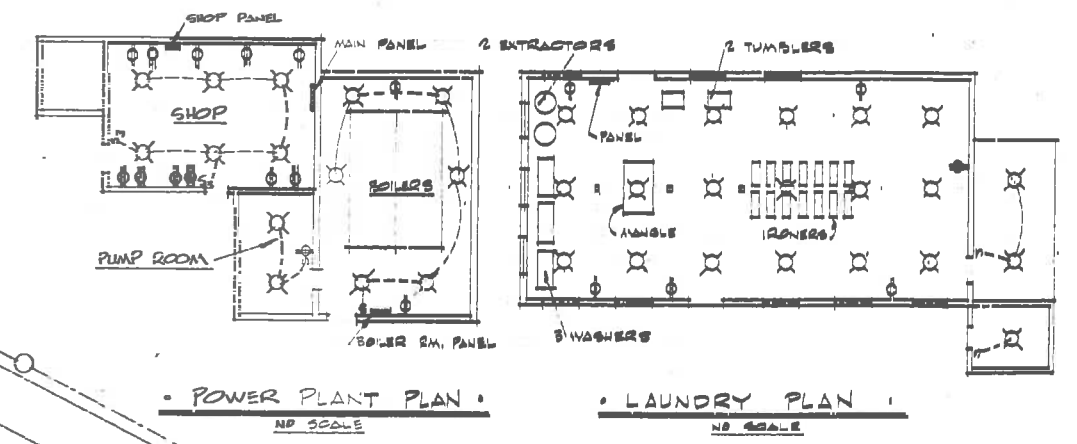 SHOP PANEL
MAIN PANEL
2 EXTRACTORS
2 TUMBLERS
SHOP
PANEL
BOILERS
MANGLE
IRONERS
PUMP ROOM
BOILER RM. PANEL
3 WASHERS
• POWER PLANT PLAN •
NO SCALE
• LAUNDRY PLAN •
NO SCALE